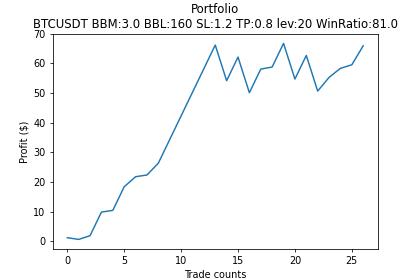 Portfolio
BTCUSDT BBM:3.0 BBL:160 SL:1.2 TP:0.8 lev:20 WinRatio:81.0
70
60
50
40
30
20
10
0
Profit ($)
0 5 10 15 20 25
Trade counts